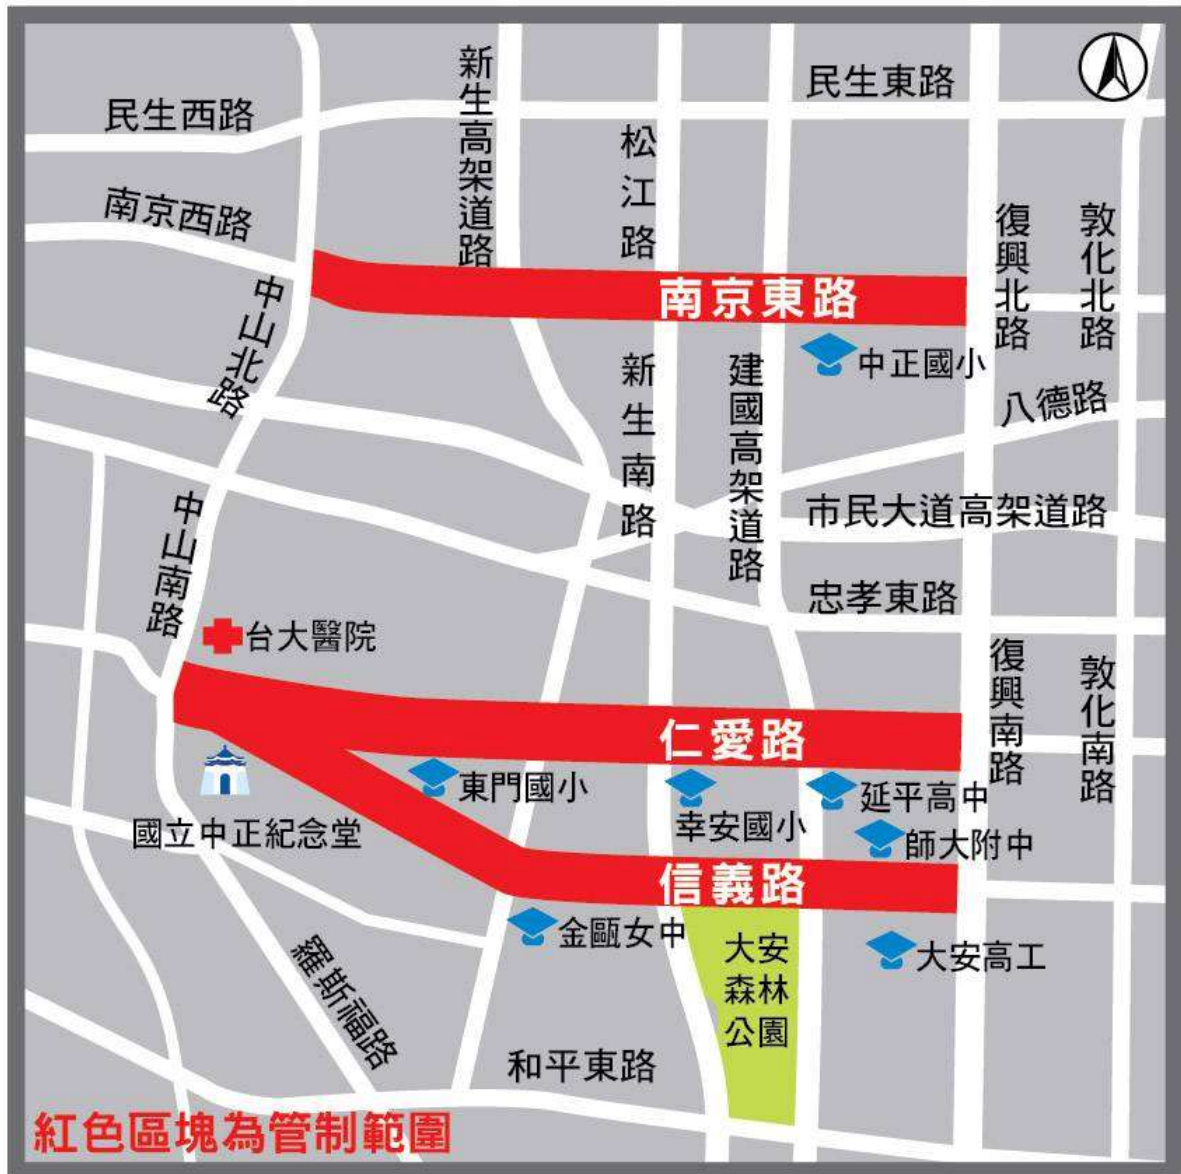 民生西路
新生高架道路
松江路
民生東路
南京西路
復興北路
敦化北路
中山北路
南京東路
中正國小
新生南路
建國高架道路
八德路
中山南路
市民大道高架道路
忠孝東路
台大醫院
復興南路
敦化南路
仁愛路
東門國小
幸安國小
延平高中
師大附中
國立中正紀念堂
信義路
金甌女中
大安
森林
公園
大安高工
羅斯福路
和平東路
紅色區塊為管制範圍